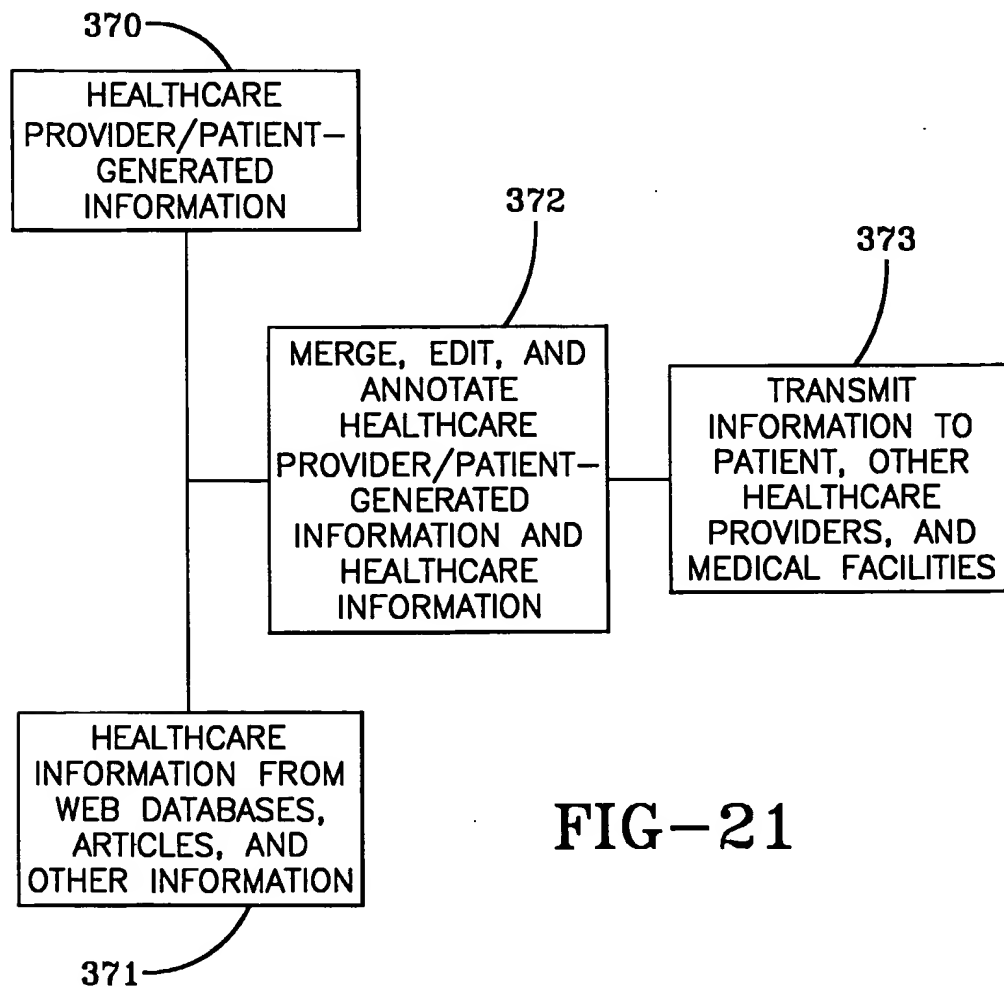 370
HEALTHCARE
PROVIDER/PATIENT-
GENERATED
INFORMATION
372
MERGE, EDIT, AND
ANNOTATE
HEALTHCARE
PROVIDER/PATIENT-
GENERATED
INFORMATION AND
HEALTHCARE
INFORMATION
373
TRANSMIT
INFORMATION TO
PATIENT, OTHER
HEALTHCARE
PROVIDERS, AND
MEDICAL FACILITIES
HEALTHCARE
INFORMATION FROM
WEB DATABASES,
ARTICLES, AND
OTHER INFORMATION
371
FIG-21